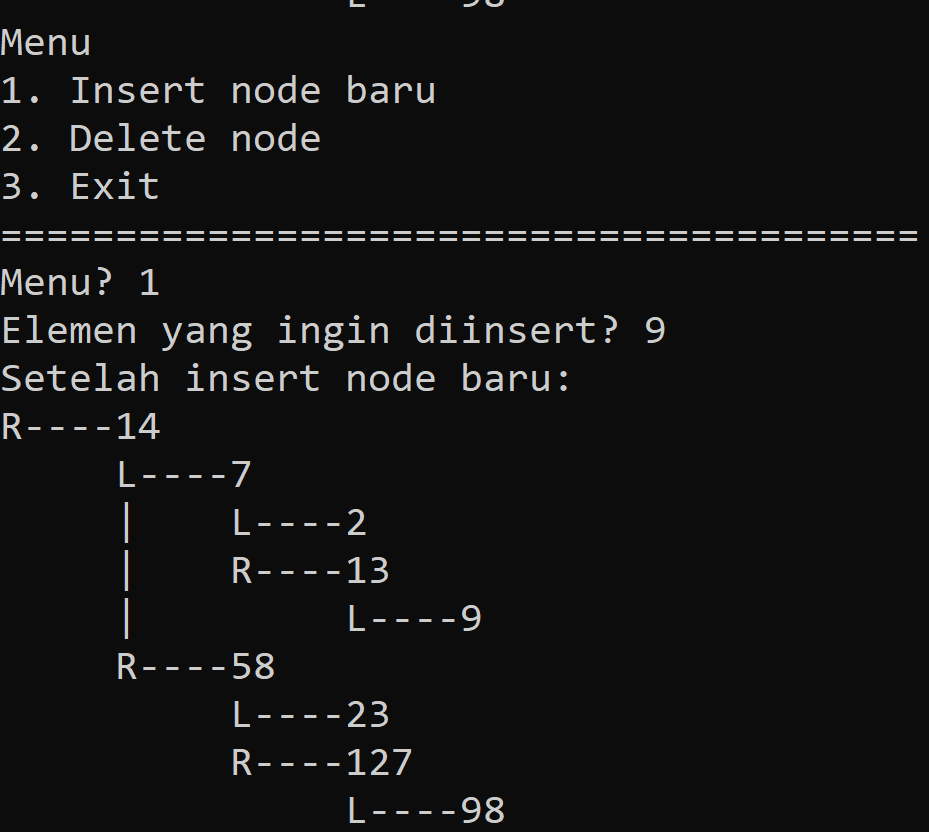 L----98
Menu
1. Insert node baru
2. Delete node
3. Exit
========================================
Menu? 1
Elemen yang ingin diinsert? 9
Setelah insert node baru:
R----14
     L----7
     |    L----2
     |    R----13
     |         L----9
     R----58
          L----23
          R----127
               L----98